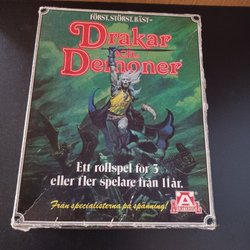 FÖRST, STÖRST, BÄST-
Drakar
och
Demoner
Ett rollspel för 3
eller fler spelare från 11 år.
Från specialisterna på spänning!
A